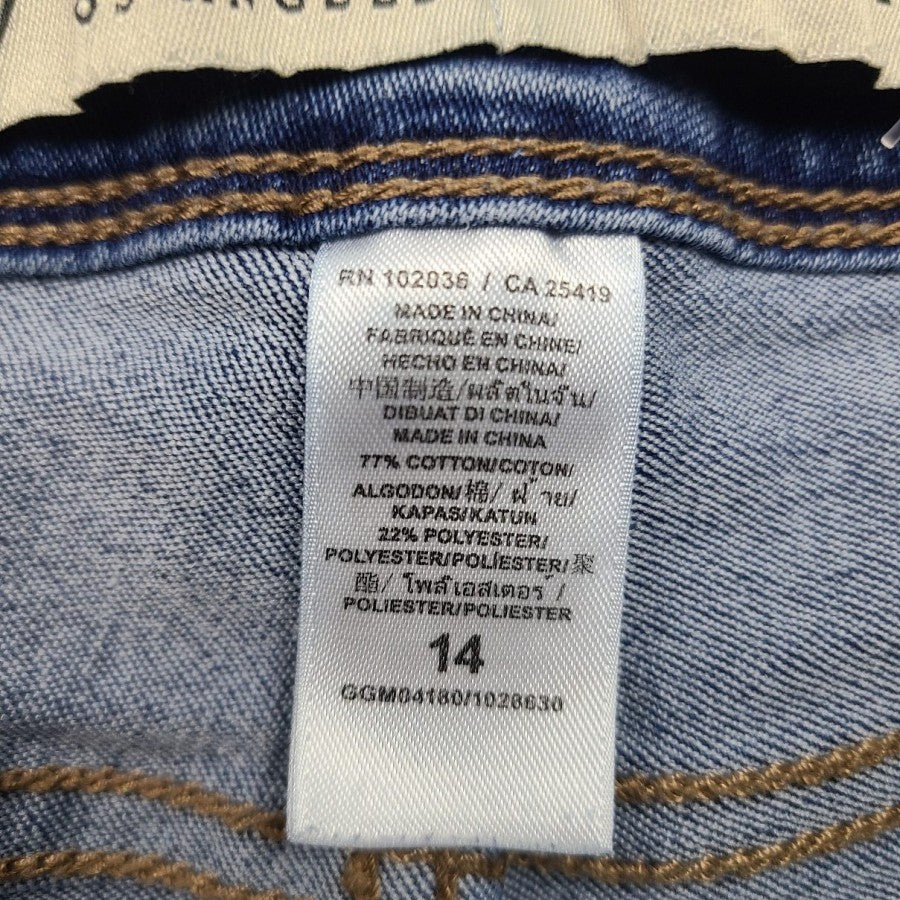 RN 102036 / CA 25419
MADE IN CHINA/
FABRIQUÉ EN CHINE/
HECHO EN CHINA/
中国制造/ผลิตในจีน/
DIBUAT DI CHINA/
MADE IN CHINA
77% COTTON/COTON/
ALGODON/棉/ฝ้าย/
KAPAS/KATUN
22% POLYESTER/
POLYESTER/POLÍESTER/聚
酯/ โพลีเอสเตอร์ /
POLIESTER/POLIESTER
14
GGM04180/1028630